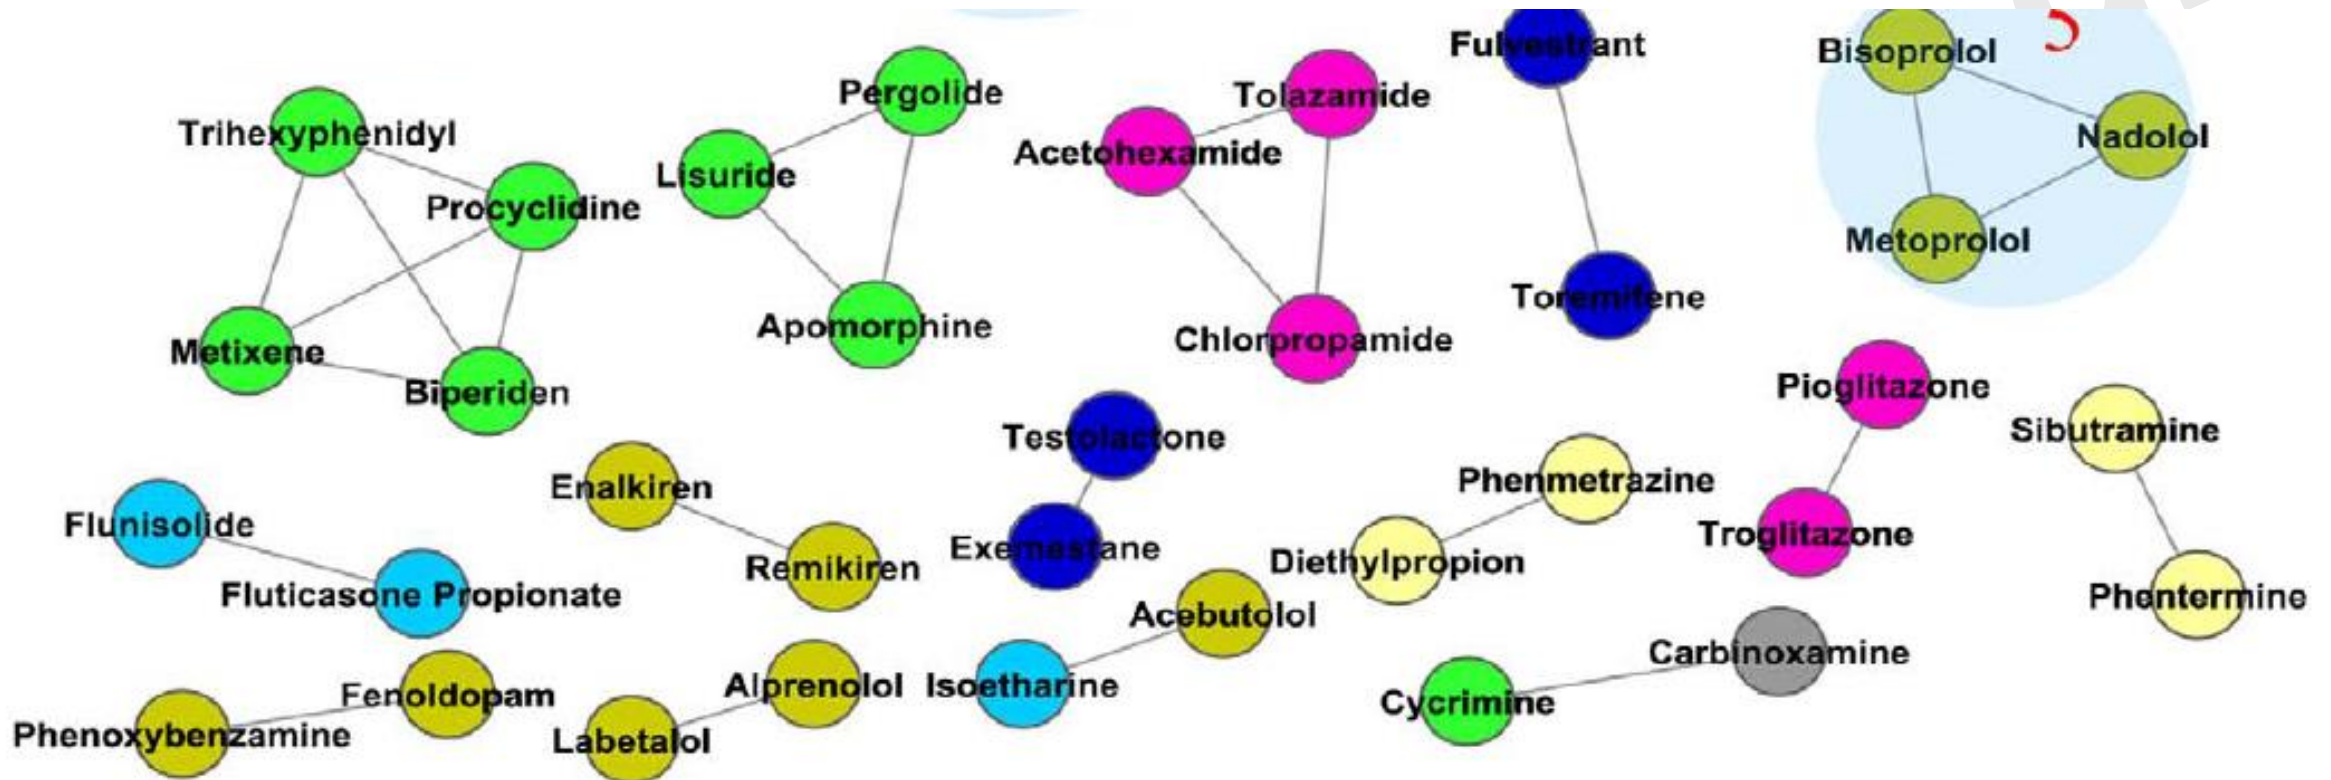 Fulvestrant
Bisoprolol
Pergolide
Tolazamide
Trihexyphenidyl
Nadolol
Acetohexamide
Lisuride
Procyclidine
Metoprolol
Toremifene
Apomorphine
Chlorpropamide
Metixene
Biperiden
Pioglitazone
Sibutramine
Testolactone
Phenmetrazine
Enalkiren
Flunisolide
Troglitazone
Exemestane
Diethylpropion
Remikiren
Fluticasone Propionate
Phentermine
Acebutolol
Carbinoxamine
Alprenolol
Isoetharine
Fenoldopam
Cycrimine
Phenoxybenzamine
Labetalol